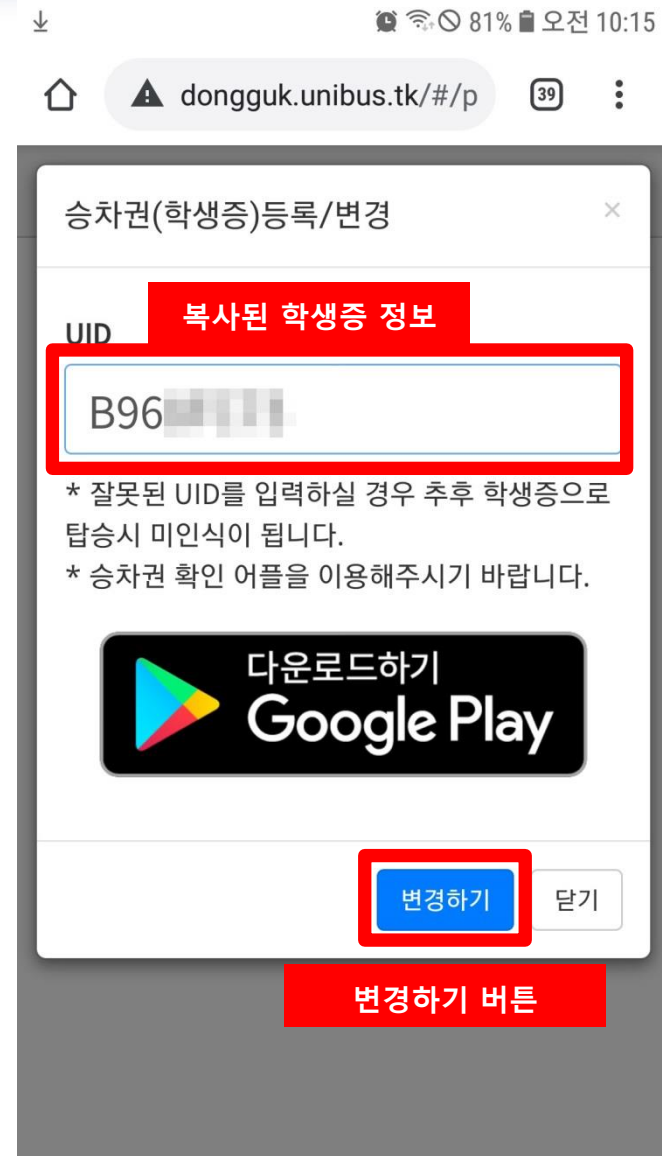 81% 오전 10:15
dongguk.unibus.tk/#/p 39
승차권(학생증)등록/변경 ×
복사된 학생증 정보
UID
B96
* 잘못된 UID를 입력하실 경우 추후 학생증으로
탑승시 미인식이 됩니다.
* 승차권 확인 어플을 이용해주시기 바랍니다.
다운로드하기
Google Play
변경하기 닫기
변경하기 버튼